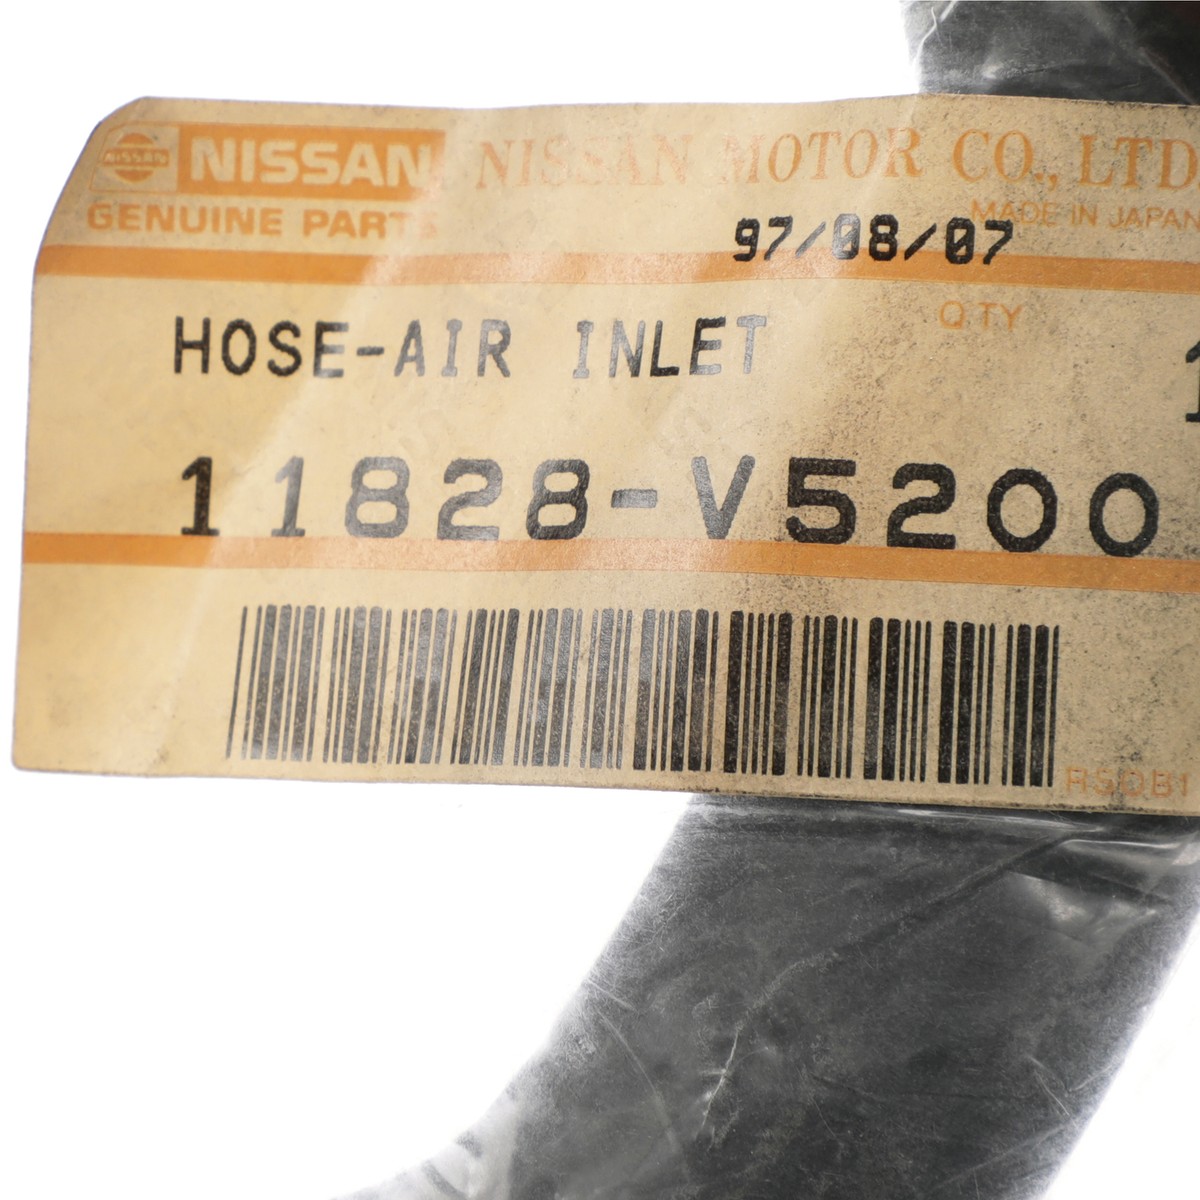 NISSAN NISSAN NISSAN MOTOR CO., LTD.
GENUINE PARTS MADE IN JAPAN
97/08/07
QTY
HOSE-AIR INLET 1
11828-V5200
RSDB1